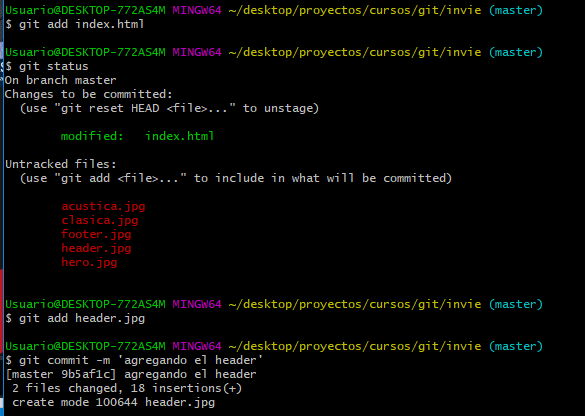 Usuario@DESKTOP-772AS4M MINGW64 ~/desktop/proyectos/cursos/git/invie (master)
$ git add index.html
Usuario@DESKTOP-772AS4M MINGW64 ~/desktop/proyectos/cursos/git/invie (master)
$ git status
On branch master
Changes to be committed:
  (use "git reset HEAD <file>..." to unstage)
        modified:   index.html
Untracked files:
  (use "git add <file>..." to include in what will be committed)
        acustica.jpg
        clasica.jpg
        footer.jpg
        header.jpg
        hero.jpg
Usuario@DESKTOP-772AS4M MINGW64 ~/desktop/proyectos/cursos/git/invie (master)
$ git add header.jpg
Usuario@DESKTOP-772AS4M MINGW64 ~/desktop/proyectos/cursos/git/invie (master)
$ git commit -m 'agregando el header'
[master 9b5af1c] agregando el header
 2 files changed, 18 insertions(+)
 create mode 100644 header.jpg